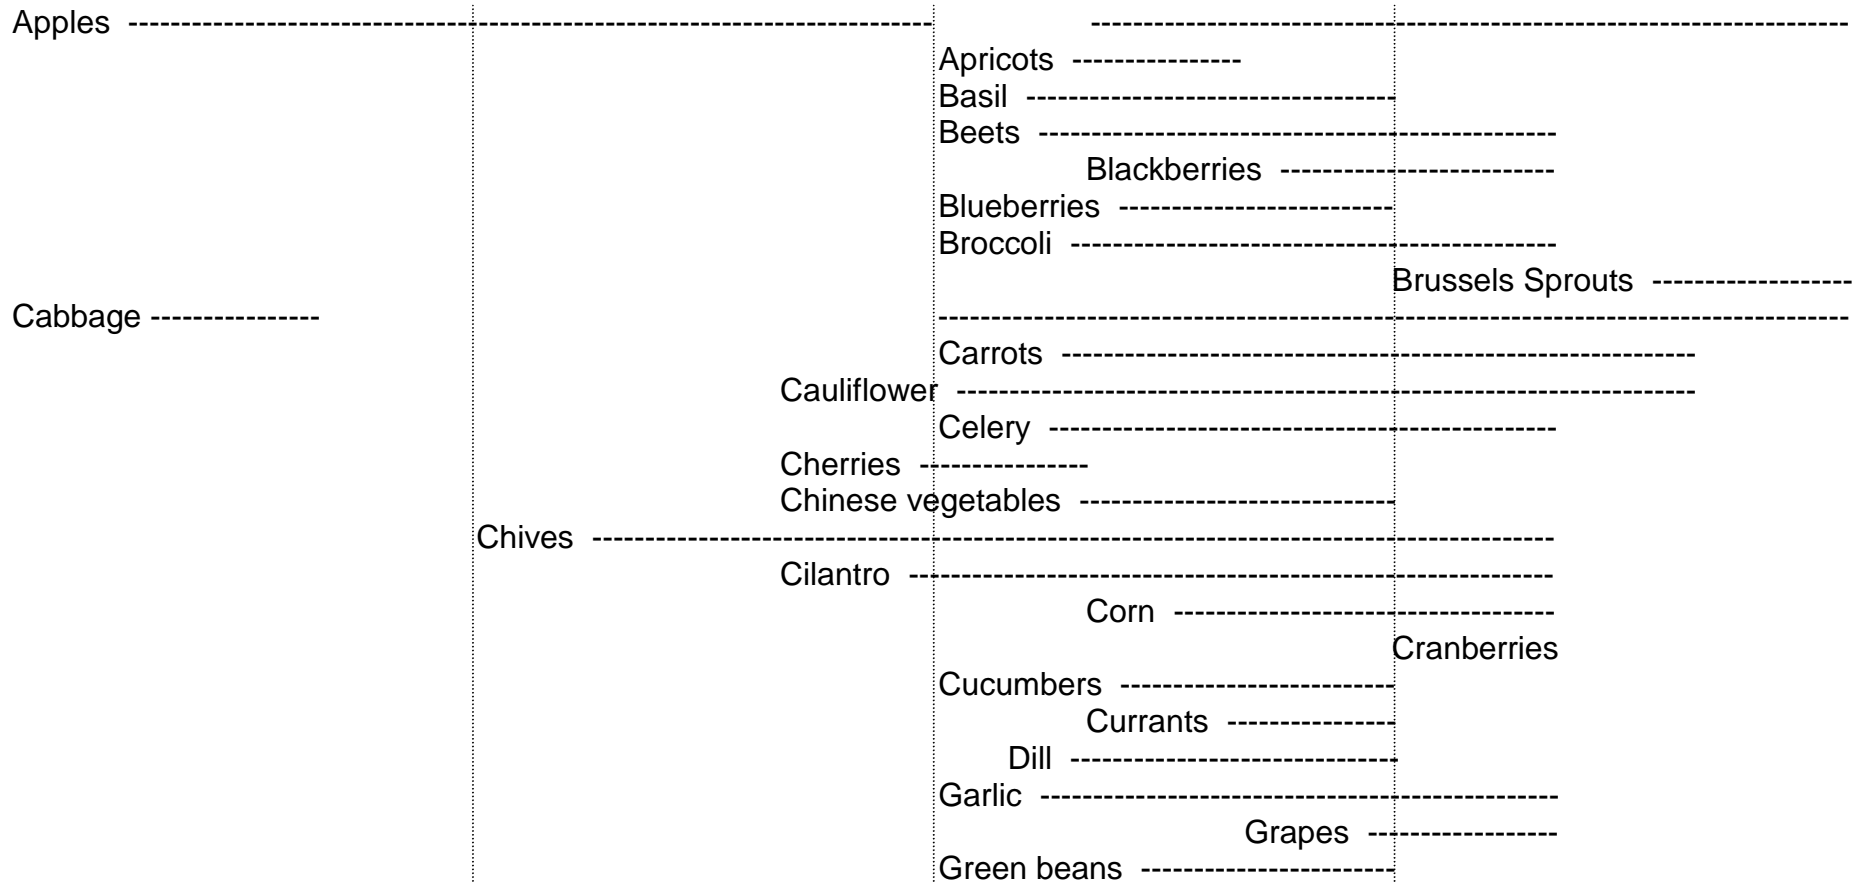 Apples
Apricots
Basil
Beets
Blackberries
Blueberries
Broccoli
Brussels Sprouts
Cabbage
Carrots
Cauliflower
Celery
Cherries
Chinese vegetables
Chives
Cilantro
Corn
Cranberries
Cucumbers
Currants
Dill
Garlic
Grapes
Green beans